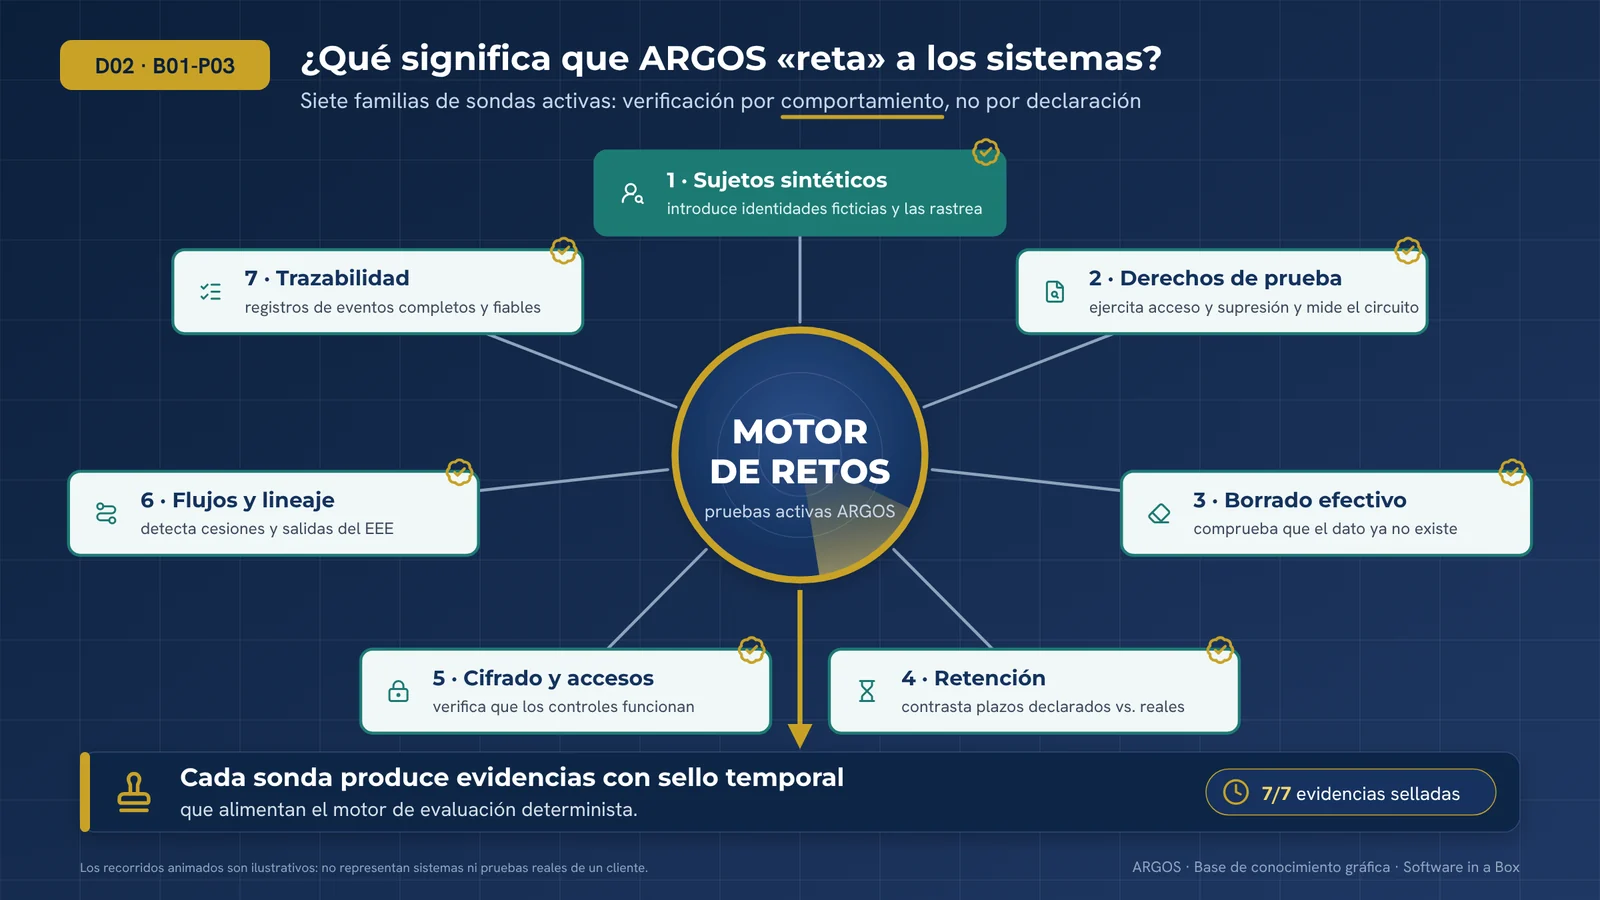 D02 · B01-P03
¿Qué significa que ARGOS «reta» a los sistemas?
Siete familias de sondas activas: verificación por comportamiento, no por declaración
1 · Sujetos sintéticos
introduce identidades ficticias y las rastrea
7 · Trazabilidad
registros de eventos completos y fiables
2 · Derechos de prueba
ejercita acceso y supresión y mide el circuito
MOTOR
DE RETOS
pruebas activas ARGOS
6 · Flujos y lineaje
detecta cesiones y salidas del EEE
3 · Borrado efectivo
comprueba que el dato ya no existe
5 · Cifrado y accesos
verifica que los controles funcionan
4 · Retención
contrasta plazos declarados vs. reales
Cada sonda produce evidencias con sello temporal
que alimentan el motor de evaluación determinista.
7/7 evidencias selladas
Los recorridos animados son ilustrativos: no representan sistemas ni pruebas reales de un cliente.
ARGOS · Base de conocimiento gráfica · Software in a Box